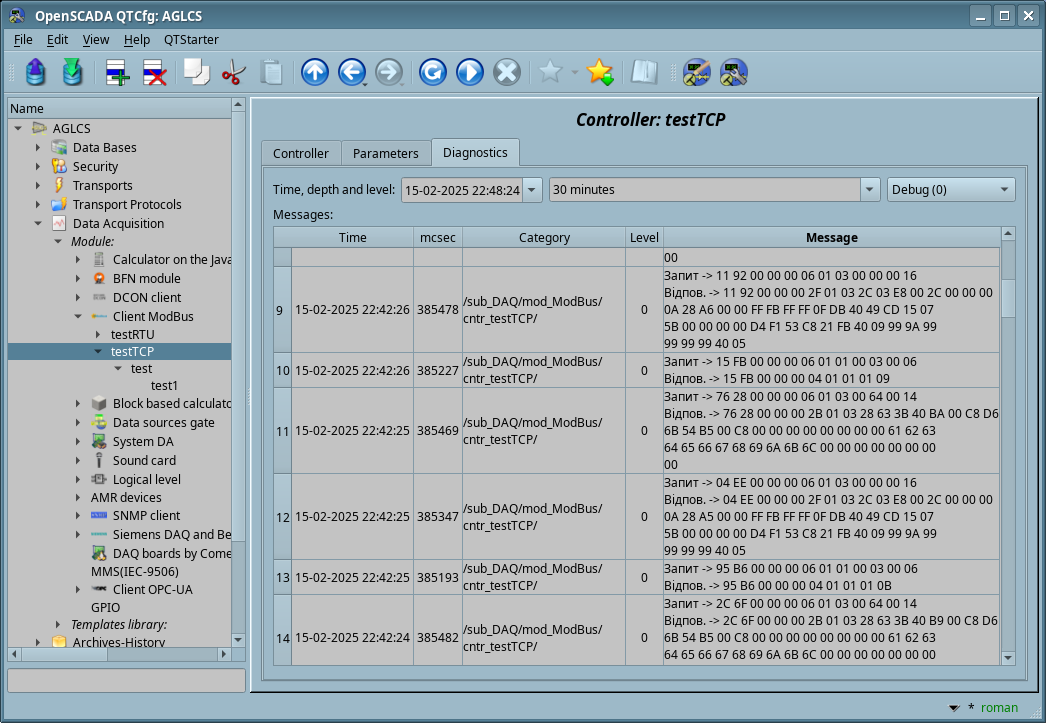 OpenSCADA QTCfg: AGLCS
File Edit View Help QTStarter
Name
AGLCS
Data Bases
Security
Transports
Transport Protocols
Data Acquisition
Module:
Calculator on the Java
BFN module
DCON client
Client ModBus
testRTU
testTCP
test
test1
Block based calculato
Data sources gate
System DA
Sound card
Logical level
AMR devices
SNMP client
Siemens DAQ and Be
DAQ boards by Come
MMS(IEC-9506)
Client OPC-UA
GPIO
Templates library:
Archives-History
Controller: testTCP
Controller Parameters Diagnostics
Time, depth and level: 15-02-2025 22:48:24 30 minutes Debug (0)
Messages:
Time mcsec Category Level Message
00
9 15-02-2025 22:42:26 385478 /sub_DAQ/mod_ModBus/
cntr_testTCP/ 0
Запит -> 11 92 00 00 00 06 01 03 00 00 00 16
Відпов. -> 11 92 00 00 00 2F 01 03 2C 03 E8 00 2C 00 00 00
0A 28 A6 00 00 FF FB FF FF 0F DB 40 49 CD 15 07
5B 00 00 00 00 D4 F1 53 C8 21 FB 40 09 99 9A 99
99 99 99 40 05
10 15-02-2025 22:42:26 385227 /sub_DAQ/mod_ModBus/
cntr_testTCP/ 0
Запит -> 15 FB 00 00 00 06 01 01 00 03 00 06
Відпов. -> 15 FB 00 00 00 04 01 01 01 09
11 15-02-2025 22:42:25 385469 /sub_DAQ/mod_ModBus/
cntr_testTCP/ 0
Запит -> 76 28 00 00 00 06 01 03 00 64 00 14
Відпов. -> 76 28 00 00 00 2B 01 03 28 63 3B 40 BA 00 C8 D6
6B 54 B5 00 C8 00 00 00 00 00 00 00 00 61 62 63
64 65 66 67 68 69 6A 6B 6C 00 00 00 00 00 00 00
00
12 15-02-2025 22:42:25 385347 /sub_DAQ/mod_ModBus/
cntr_testTCP/ 0
Запит -> 04 EE 00 00 00 06 01 03 00 00 00 16
Відпов. -> 04 EE 00 00 00 2F 01 03 2C 03 E8 00 2C 00 00 00
0A 28 A5 00 00 FF FB FF FF 0F DB 40 49 CD 15 07
5B 00 00 00 00 D4 F1 53 C8 21 FB 40 09 99 9A 99
99 99 99 40 05
13 15-02-2025 22:42:25 385193 /sub_DAQ/mod_ModBus/
cntr_testTCP/ 0
Запит -> 95 B6 00 00 00 06 01 01 00 03 00 06
Відпов. -> 95 B6 00 00 00 04 01 01 01 0B
14 15-02-2025 22:42:24 385482 /sub_DAQ/mod_ModBus/
cntr_testTCP/ 0
Запит -> 2C 6F 00 00 00 06 01 03 00 64 00 14
Відпов. -> 2C 6F 00 00 00 2B 01 03 28 63 3B 40 B9 00 C8 D6
6B 54 B5 00 C8 00 00 00 00 00 00 00 00 61 62 63
64 65 66 67 68 69 6A 6B 6C 00 00 00 00 00 00 00
* roman